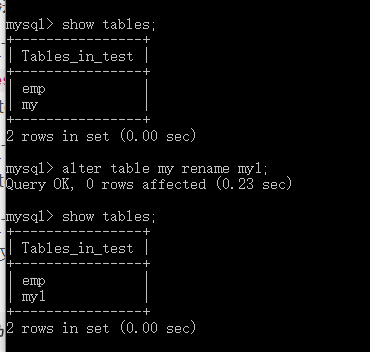 mysql> show tables;
+----------------+
| Tables_in_test |
+----------------+
| emp            |
| my             |
+----------------+
2 rows in set (0.00 sec)
mysql> alter table my rename my1;
Query OK, 0 rows affected (0.23 sec)
mysql> show tables;
+----------------+
| Tables_in_test |
+----------------+
| emp            |
| my1            |
+----------------+
2 rows in set (0.00 sec)